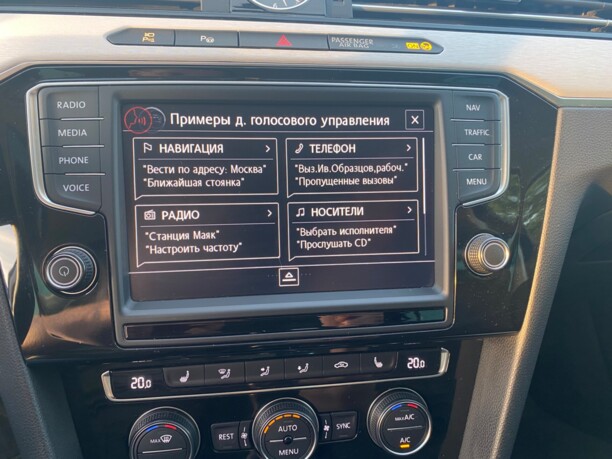 PASSENGER
AIR BAG
RADIO
MEDIA
PHONE
VOICE
NAV
TRAFFIC
CAR
MENU
Примеры д. голосового управления
НАВИГАЦИЯ
"Вести по адресу: Москва"
"Ближайшая стоянка"
ТЕЛЕФОН
"Выз.Ив.Образцов,рабоч."
"Пропущенные вызовы"
РАДИО
"Станция Маяк"
"Настроить частоту"
НОСИТЕЛИ
"Выбрать исполнителя"
"Прослушать CD"
20.0
20.0
MAX
REST
AUTO
MENU
SYNC
MAX A/C
A/C